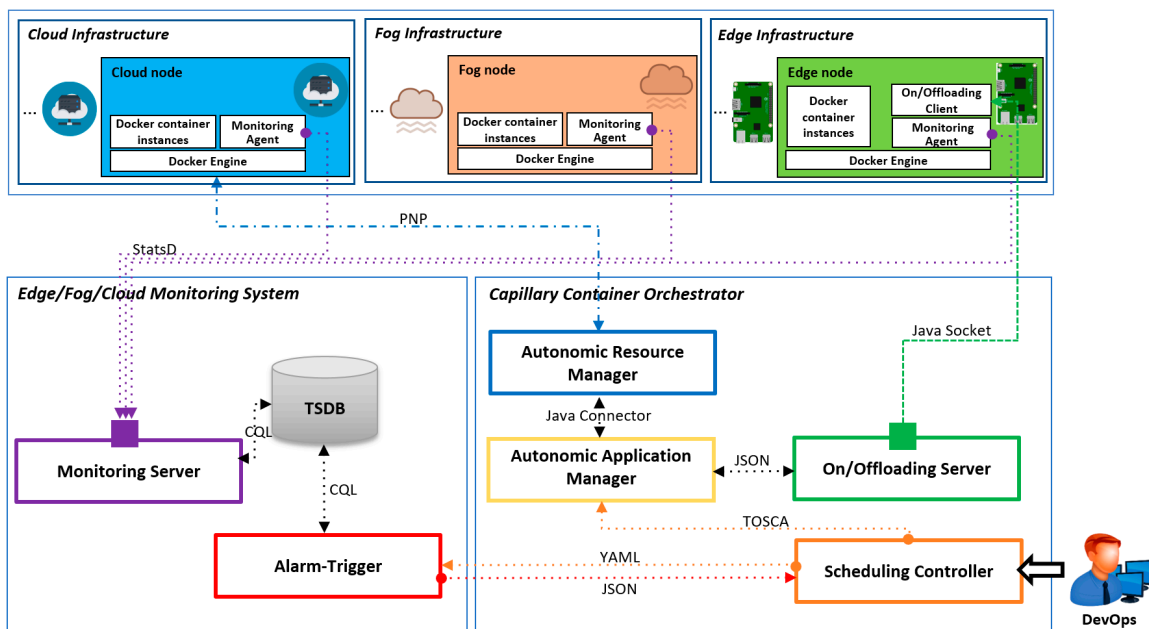 Cloud Infrastructure
Cloud node
...
Docker container
instances
Monitoring
Agent
Docker Engine
Fog Infrastructure
Fog node
...
Docker container
instances
Monitoring
Agent
Docker Engine
Edge Infrastructure
Edge node
...
Docker
container
instances
On/Offloading
Client
Monitoring
Agent
Docker Engine
PNP
StatsD
Java Socket
Edge/Fog/Cloud Monitoring System
TSDB
CQL
Monitoring Server
CQL
Alarm-Trigger
Capillary Container Orchestrator
Autonomic Resource
Manager
Java Connector
Autonomic Application
Manager
JSON
On/Offloading Server
TOSCA
YAML
JSON
Scheduling Controller
DevOps